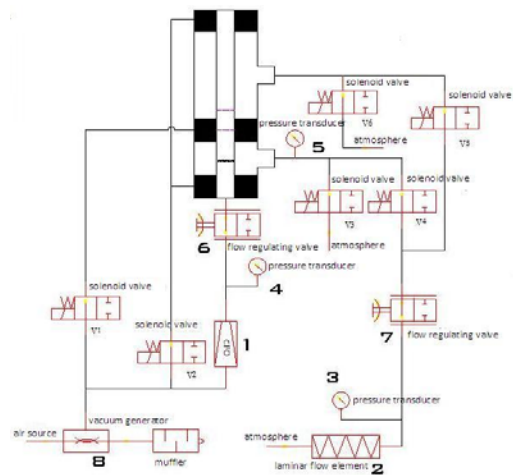 solenoid valve
V6
solenoid valve
V5
pressure transducer
5
atmosphere
solenoid valve
V3
solenoid valve
V4
atmosphere
6
flow regulating valve
pressure transducer
4
solenoid valve
V1
solenoid valve
V2
CFO
1
7
flow regulating valve
3
pressure transducer
vacuum generator
air source
8
muffler
atmosphere
laminar flow element
2